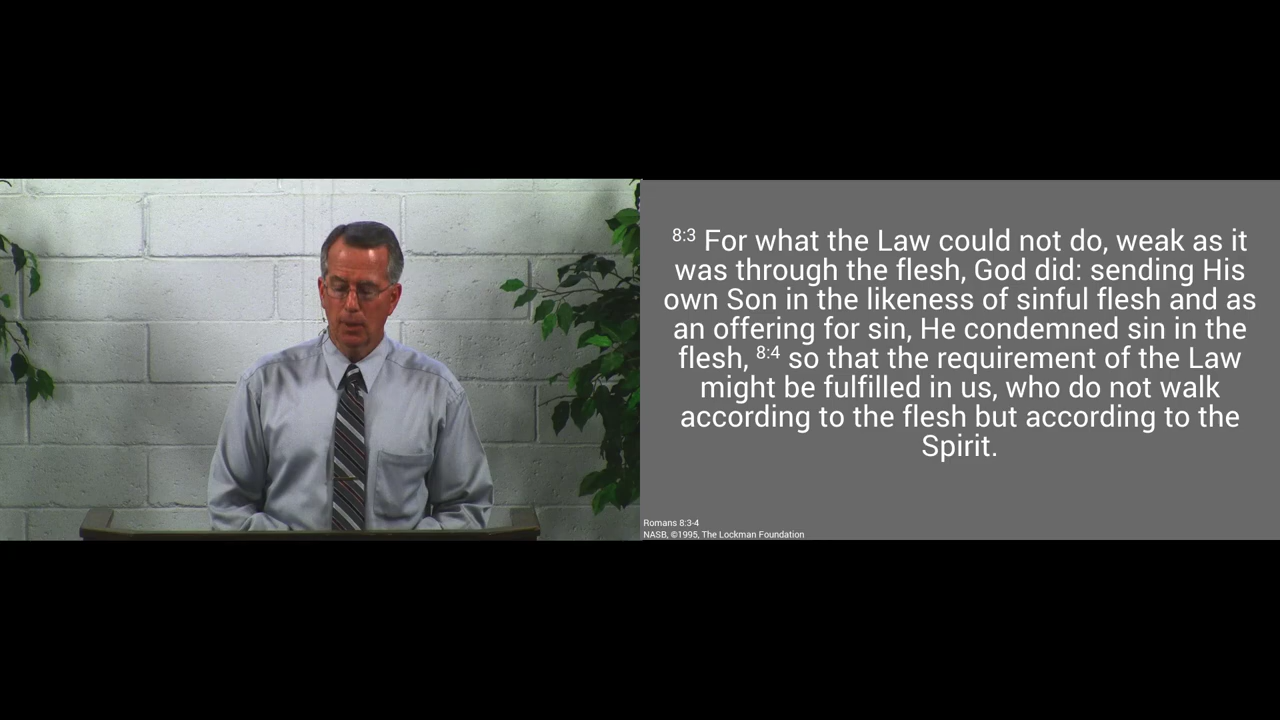 8:3 For what the Law could not do, weak as it
was through the flesh, God did: sending His
own Son in the likeness of sinful flesh and as
an offering for sin, He condemned sin in the
flesh, 8:4 so that the requirement of the Law
might be fulfilled in us, who do not walk
according to the flesh but according to the
Spirit.
Romans 8:3-4
NASB, ©1995, The Lockman Foundation